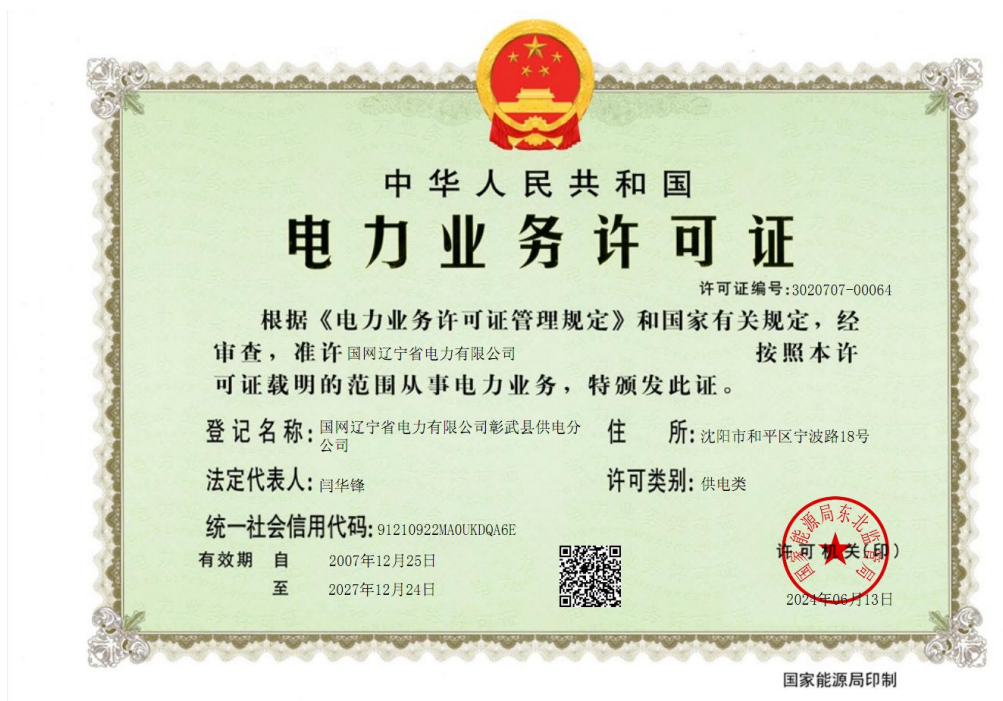 中华人民共和国
电力业务许可证
许可证编号:3020707-00064
根据《电力业务许可证管理规定》和国家有关规定，经
审查，准许 国网辽宁省电力有限公司 按照本许
可证载明的范围从事电力业务，特颁发此证。
登记名称: 国网辽宁省电力有限公司彰武县供电分
公司
住 所: 沈阳市和平区宁波路18号
法定代表人: 闫华锋
许可类别: 供电类
统一社会信用代码: 91210922MA0UKDQA6E
有效期 自 2007年12月25日
至 2027年12月24日
国家能源局东北监管局
许可机关(印)
2024年06月13日
国家能源局印制